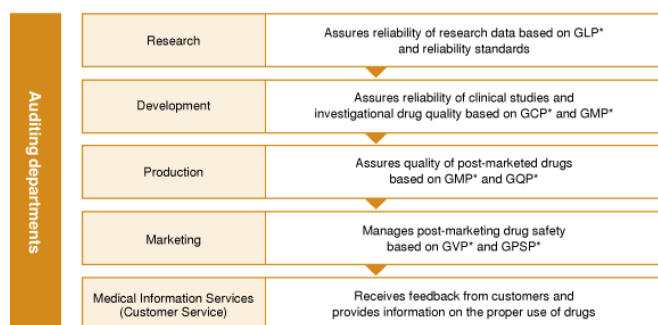 Auditing departments
Research
Assures reliability of research data based on GLP*
and reliability standards
Development
Assures reliability of clinical studies and
investigational drug quality based on GCP* and GMP*
Production
Assures quality of post-marketed drugs
based on GMP* and GQP*
Marketing
Manages post-marketing drug safety
based on GVP* and GPSP*
Medical Information Services
(Customer Service)
Receives feedback from customers and
provides information on the proper use of drugs